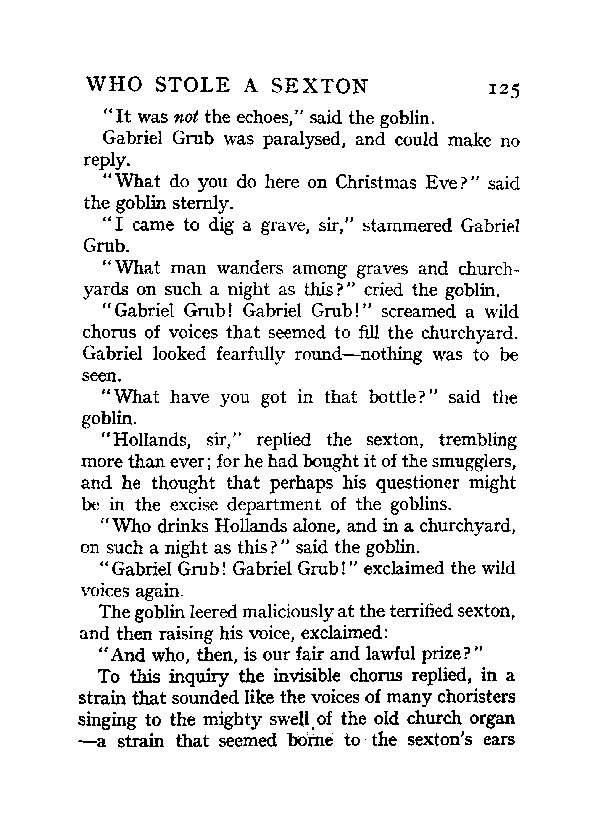 WHO STOLE A SEXTON 125
"It was not the echoes," said the goblin.
Gabriel Grub was paralysed, and could make no
reply.
"What do you do here on Christmas Eve?" said
the goblin sternly.
"I came to dig a grave, sir," stammered Gabriel
Grub.
"What man wanders among graves and church-
yards on such a night as this?" cried the goblin.
"Gabriel Grub! Gabriel Grub!" screamed a wild
chorus of voices that seemed to fill the churchyard.
Gabriel looked fearfully round—nothing was to be
seen.
"What have you got in that bottle?" said the
goblin.
"Hollands, sir," replied the sexton, trembling
more than ever; for he had bought it of the smugglers,
and he thought that perhaps his questioner might
be in the excise department of the goblins.
"Who drinks Hollands alone, and in a churchyard,
on such a night as this?" said the goblin.
"Gabriel Grub! Gabriel Grub!" exclaimed the wild
voices again.
The goblin leered maliciously at the terrified sexton,
and then raising his voice, exclaimed:
"And who, then, is our fair and lawful prize?"
To this inquiry the invisible chorus replied, in a
strain that sounded like the voices of many choristers
singing to the mighty swell of the old church organ
—a strain that seemed borne to the sexton's ears